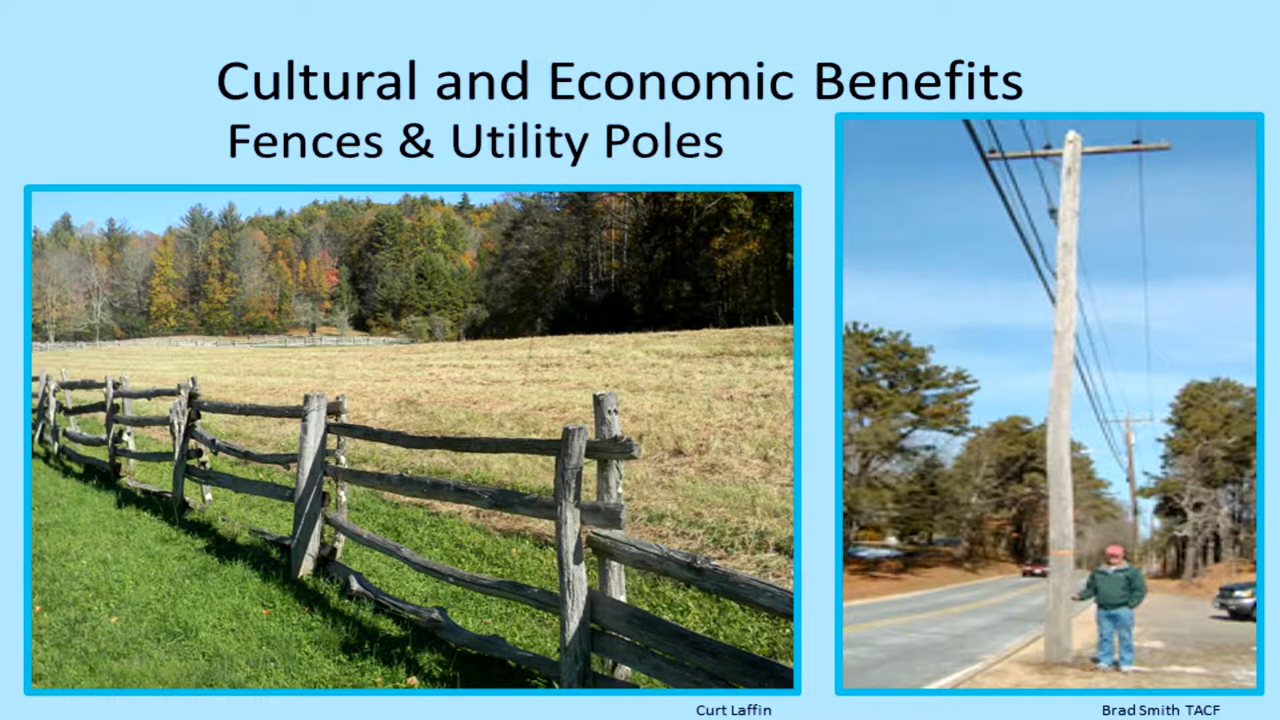 Cultural and Economic Benefits
Fences & Utility Poles
Curt Laffin
Brad Smith TACF